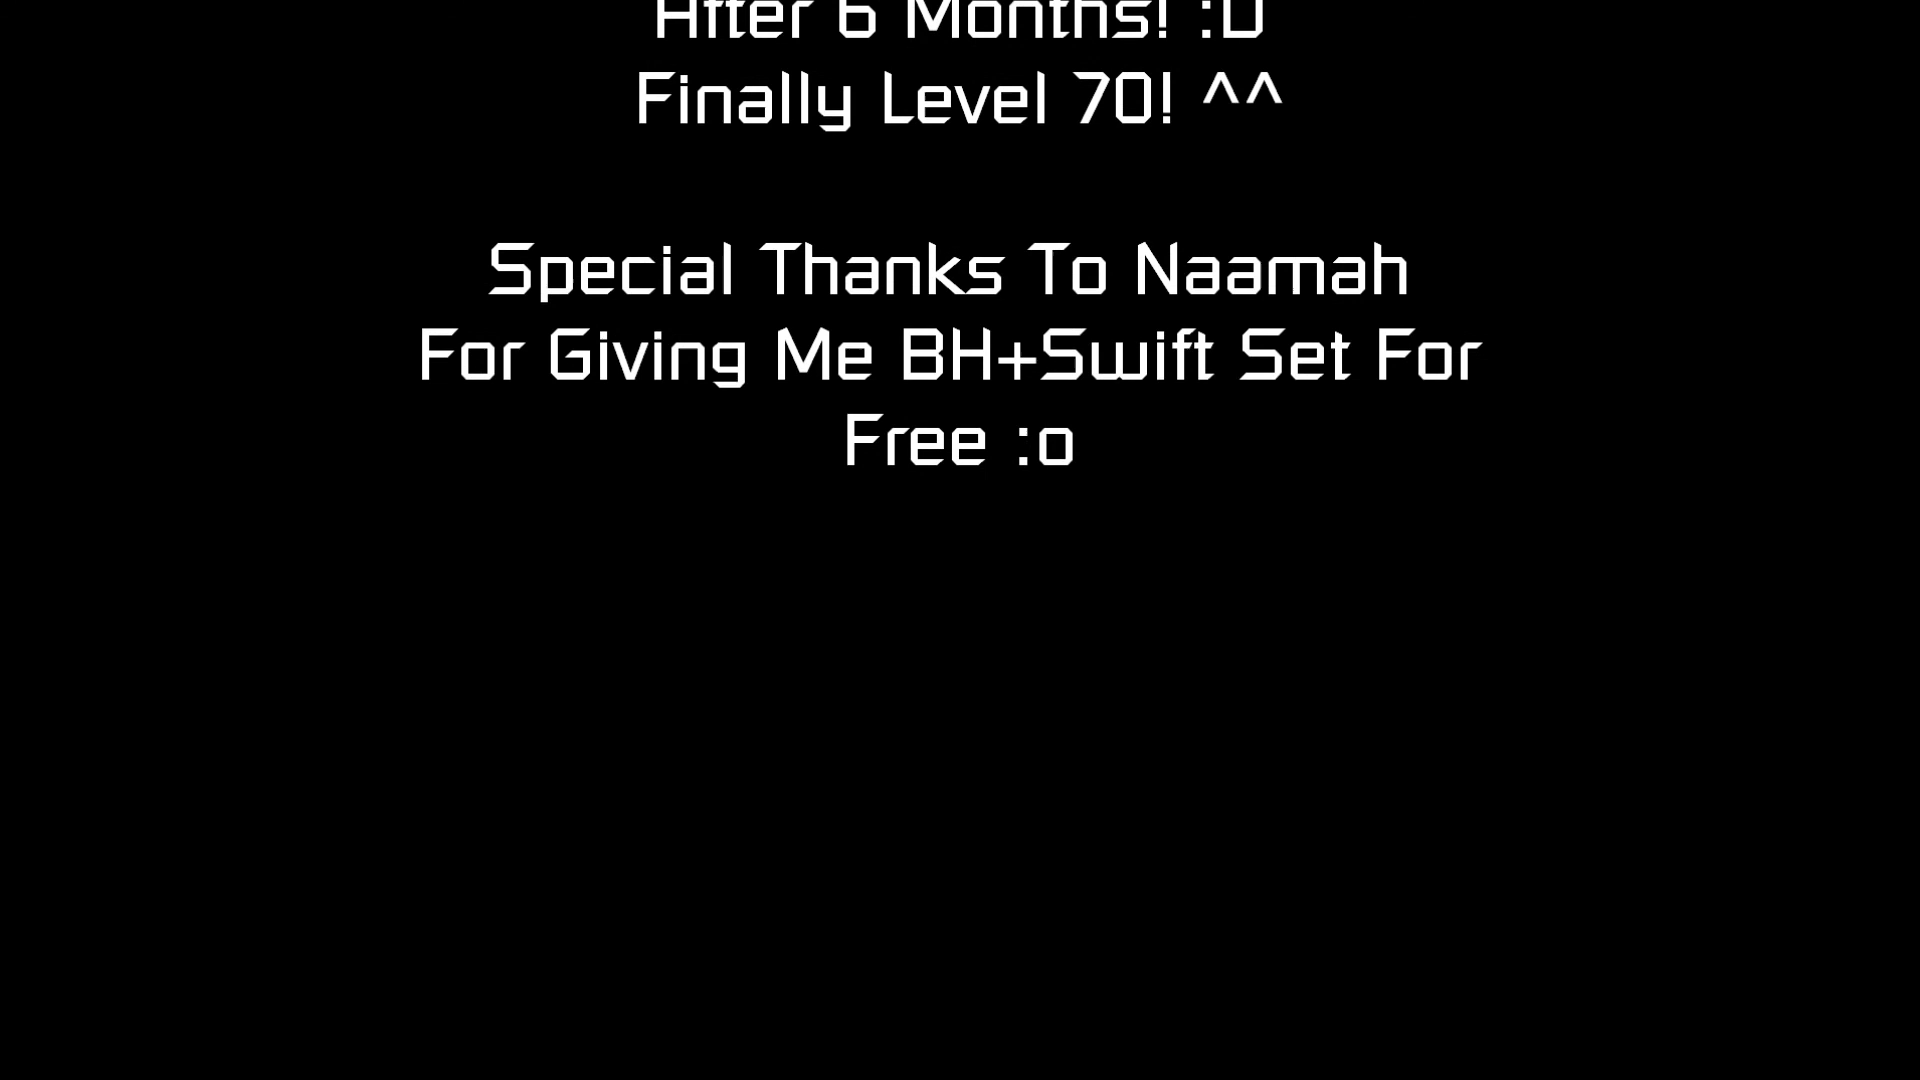 After 6 Months! :D
Finally Level 70! ^^
Special Thanks To Naamah
For Giving Me BH+Swift Set For
Free :o